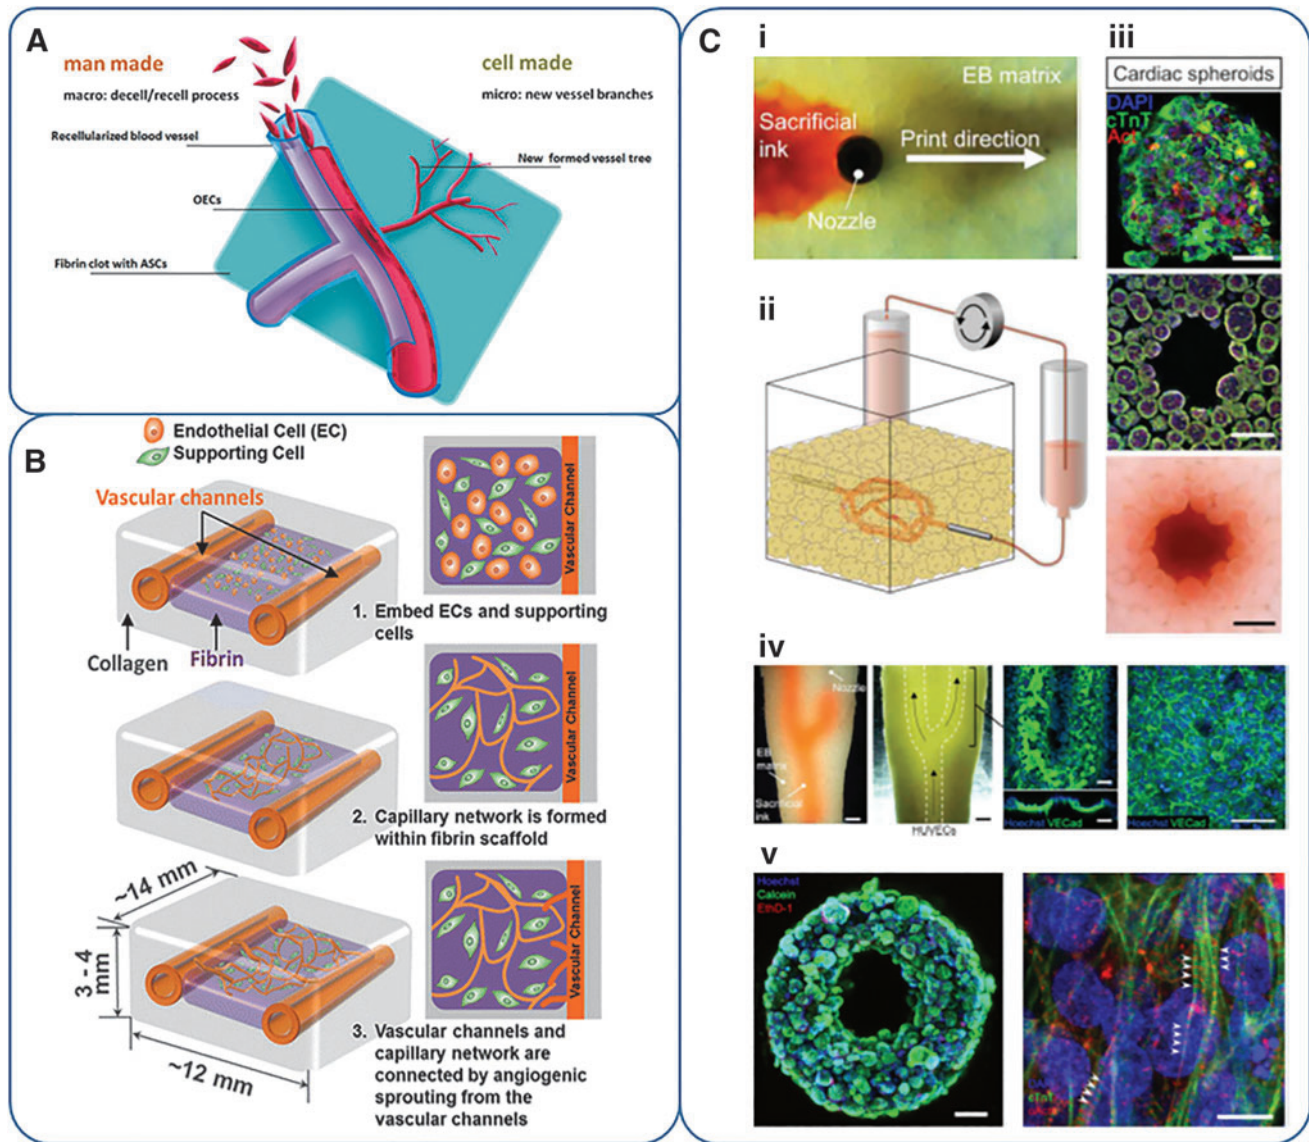 A
man made
macro: decell/recell process
Recellularized blood vessel
OECs
Fibrin clot with ASCs
cell made
micro: new vessel branches
New formed vessel tree
B
Endothelial Cell (EC)
Supporting Cell
Vascular channels
Collagen
Fibrin
Vascular Channel
1. Embed ECs and supporting
cells
Vascular Channel
2. Capillary network is formed
within fibrin scaffold
~14 mm
3 - 4
mm
~12 mm
Vascular Channel
3. Vascular channels and
capillary network are
connected by angiogenic
sprouting from the
vascular channels
C
i
EB matrix
Sacrificial
ink
Print direction
Nozzle
ii
iii
Cardiac spheroids
DAPI
cTnT
Act
iv
Nozzle
EB
matrix
Sacrificial
ink
HUVECs
Hoechst VECad
Hoechst VECad
v
Hoechst
Calcein
EthD-1
cTnT